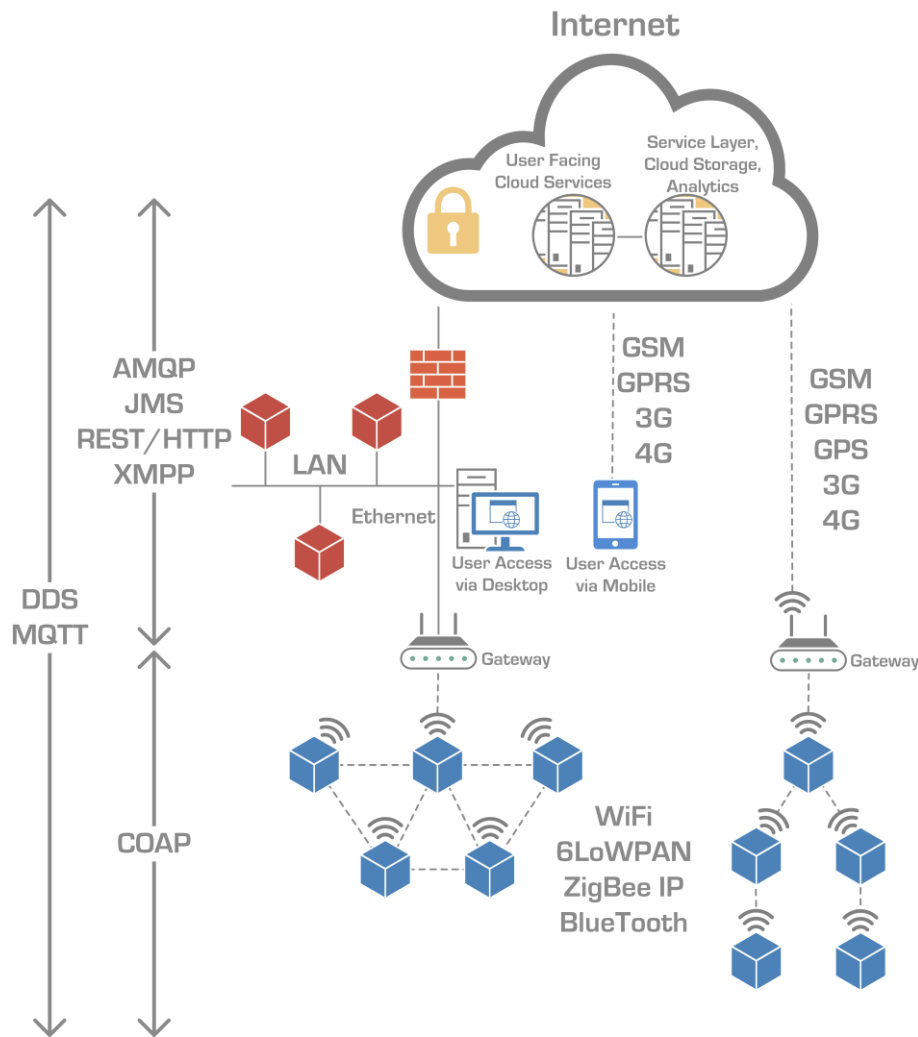 Internet
User Facing
Cloud Services
Service Layer,
Cloud Storage,
Analytics
AMQP
JMS
REST/HTTP
XMPP
DDS
MQTT
COAP
LAN
Ethernet
User Access
via Desktop
GSM
GPRS
3G
4G
User Access
via Mobile
GSM
GPRS
GPS
3G
4G
Gateway
Gateway
WiFi
6LoWPAN
ZigBee IP
BlueTooth